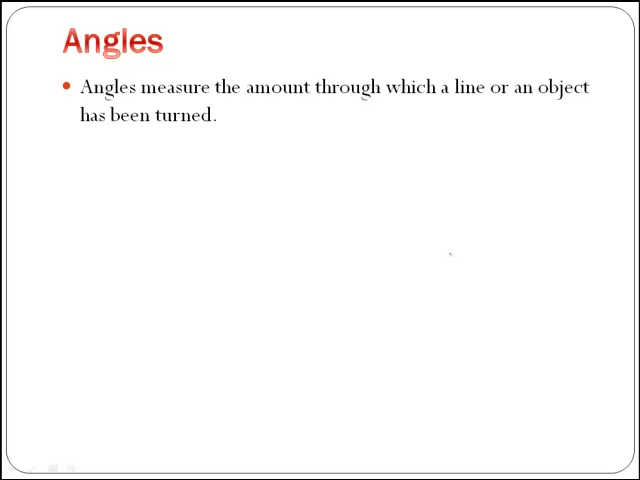 Angles
• Angles measure the amount through which a line or an object
has been turned.